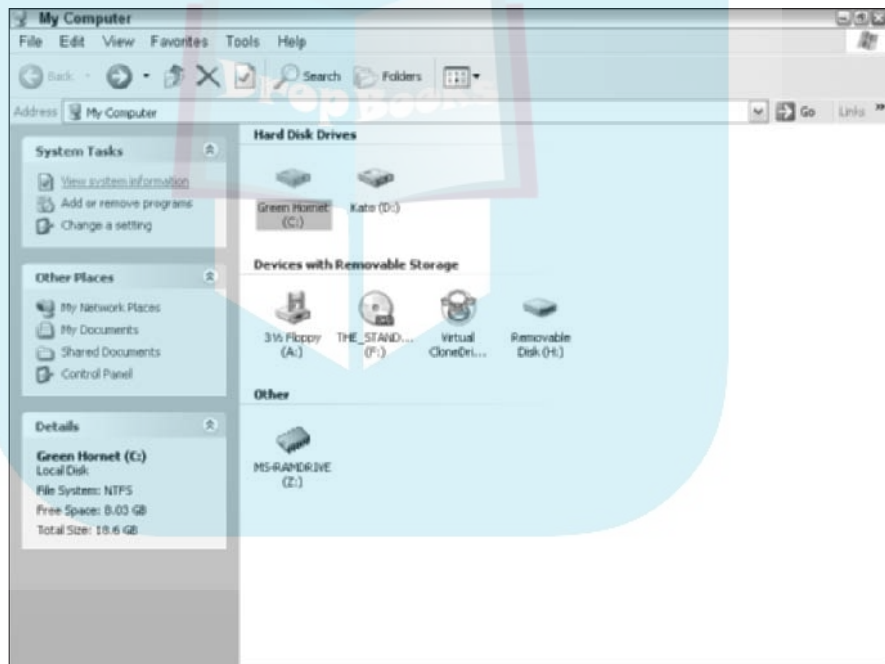 My Computer
File Edit View Favorites Tools Help
Back Search Folders
Address My Computer Go Links »
Drop Books
System Tasks
View system information
Add or remove programs
Change a setting
Other Places
My Network Places
My Documents
Shared Documents
Control Panel
Details
Green Hornet (C:)
Local Disk
File System: NTFS
Free Space: 8.03 GB
Total Size: 18.6 GB
Hard Disk Drives
Green Hornet
(C:)
Kato (D:)
Devices with Removable Storage
3½ Floppy
(A:)
THE_STAND...
(F:)
Virtual
CloneDri...
Removable
Disk (H:)
Other
MS-RAMDRIVE
(Z:)